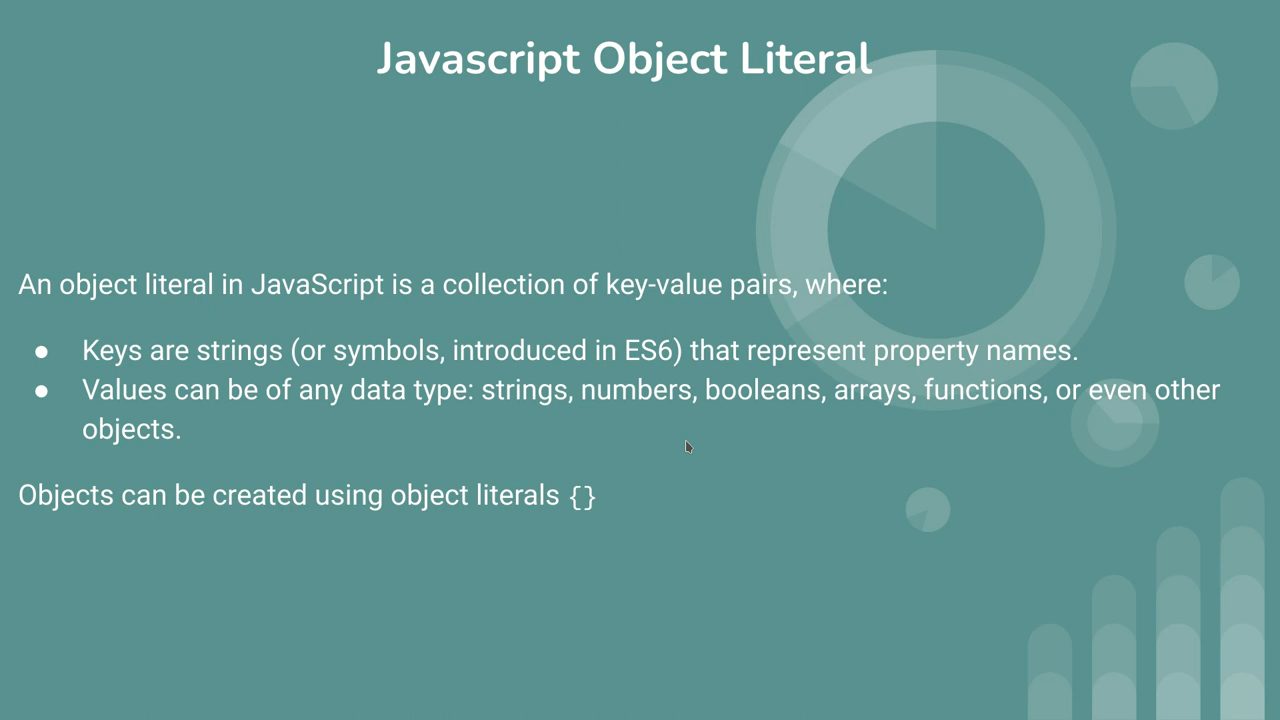 Javascript Object Literal
An object literal in JavaScript is a collection of key-value pairs, where:
● Keys are strings (or symbols, introduced in ES6) that represent property names.
● Values can be of any data type: strings, numbers, booleans, arrays, functions, or even other
objects.
Objects can be created using object literals {}